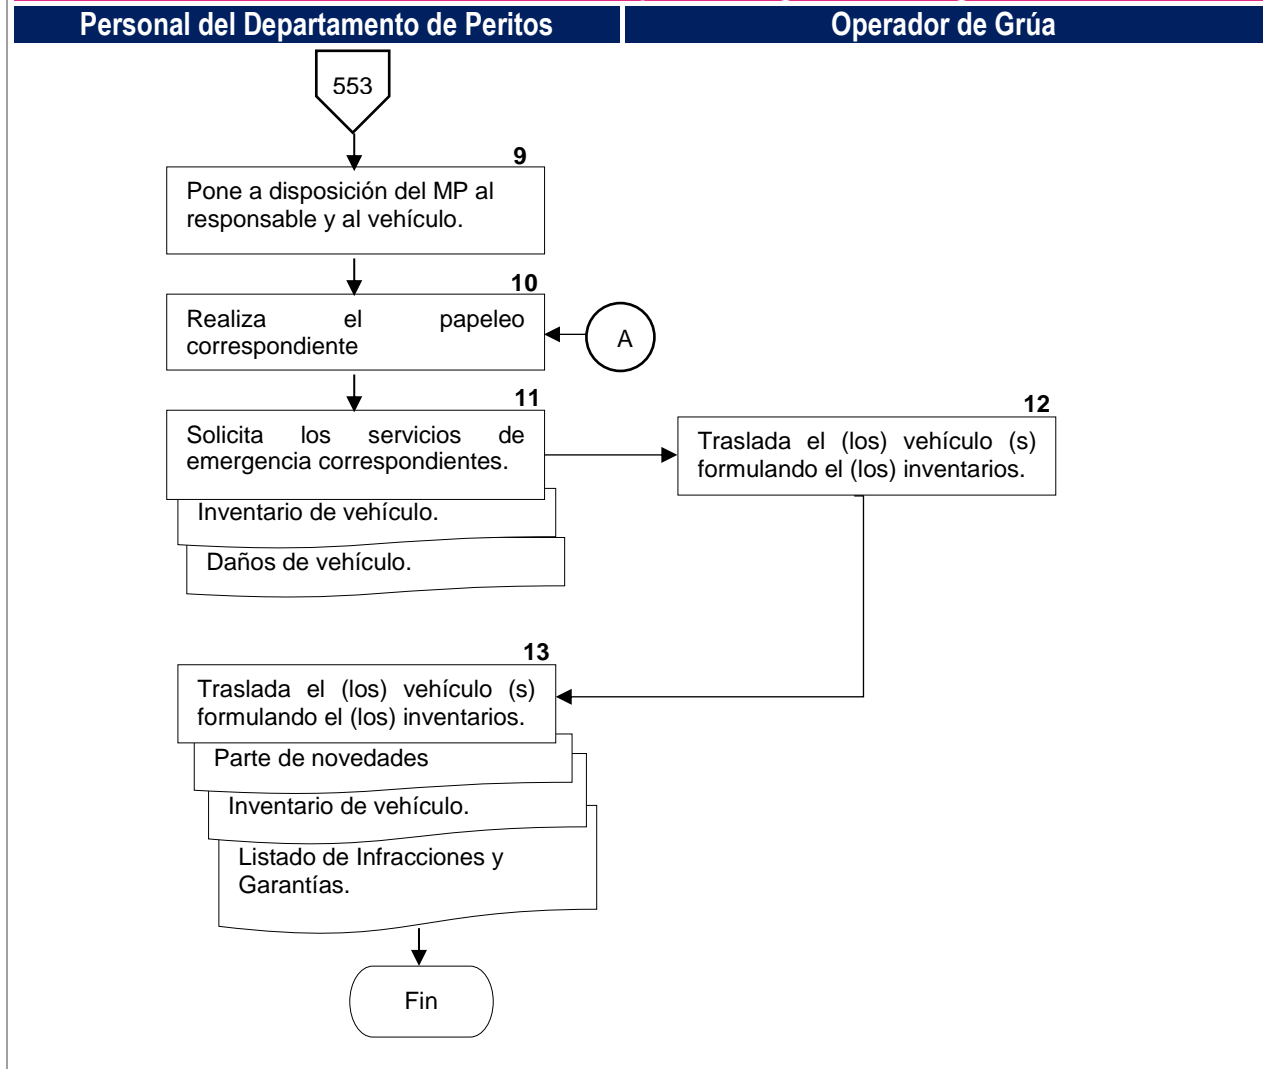 Personal del Departamento de Peritos
Operador de Grúa
553
9
Pone a disposición del MP al
responsable y al vehículo.
10
Realiza el papeleo
correspondiente
A
11
Solicita los servicios de
emergencia correspondientes.
Inventario de vehículo.
Daños de vehículo.
12
Traslada el (los) vehículo (s)
formulando el (los) inventarios.
13
Traslada el (los) vehículo (s)
formulando el (los) inventarios.
Parte de novedades
Inventario de vehículo.
Listado de Infracciones y
Garantías.
Fin